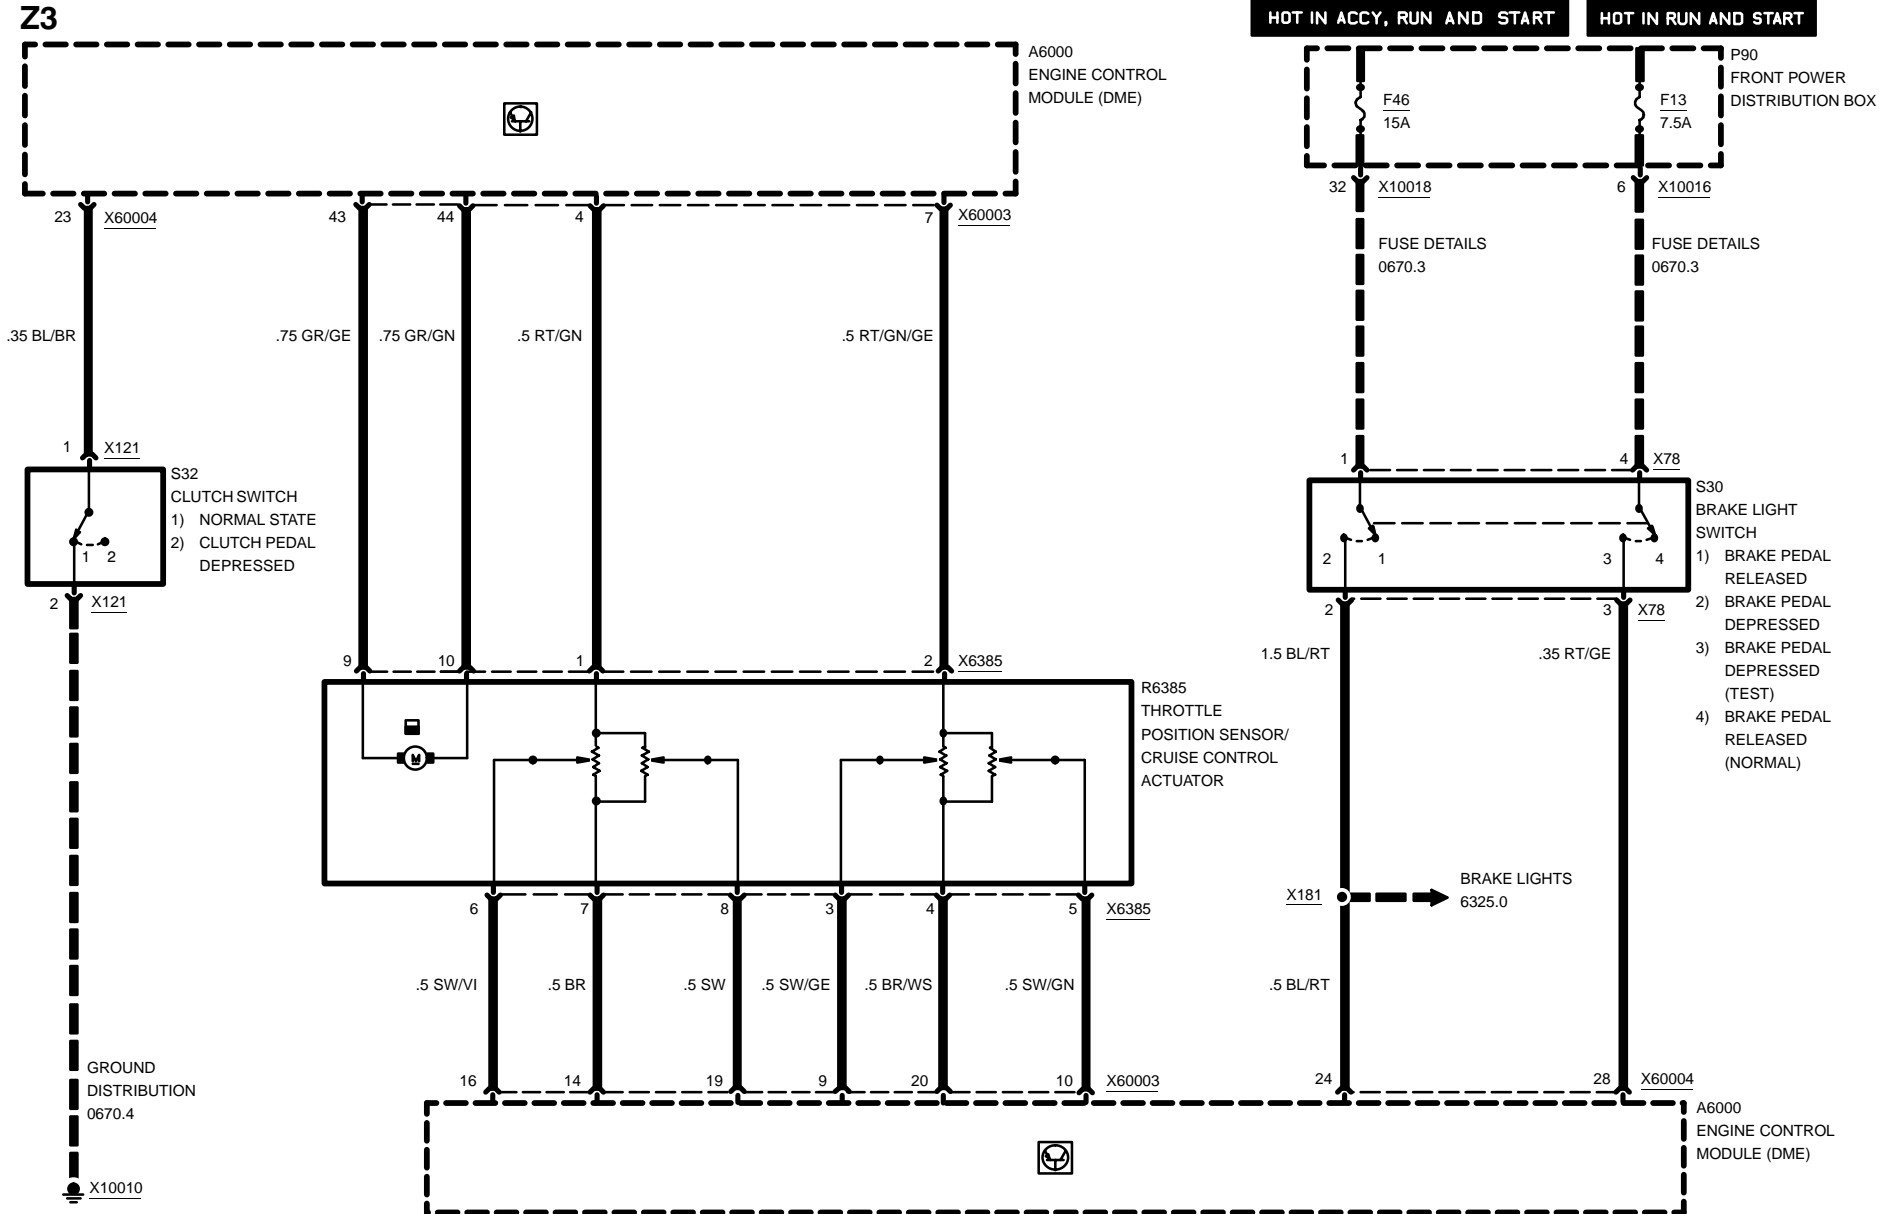 Z3
HOT IN ACCY, RUN AND START
HOT IN RUN AND START
A6000
ENGINE CONTROL
MODULE (DME)
P90
FRONT POWER
DISTRIBUTION BOX
F46
15A
F13
7.5A
23 X60004
43
44
4
7 X60003
32 X10018
6 X10016
FUSE DETAILS
0670.3
FUSE DETAILS
0670.3
.35 BL/BR
.75 GR/GE
.75 GR/GN
.5 RT/GN
.5 RT/GN/GE
1 X121
S32
CLUTCH SWITCH
1) NORMAL STATE
2) CLUTCH PEDAL
DEPRESSED
1 2
2 X121
1
4 X78
S30
BRAKE LIGHT
SWITCH
1) BRAKE PEDAL
RELEASED
2) BRAKE PEDAL
DEPRESSED
3) BRAKE PEDAL
DEPRESSED
(TEST)
4) BRAKE PEDAL
RELEASED
(NORMAL)
2 1
3 4
2
3 X78
1.5 BL/RT
.35 RT/GE
9
10
1
2 X6385
R6385
THROTTLE
POSITION SENSOR/
CRUISE CONTROL
ACTUATOR
M
6
7
8
3
4
5 X6385
X181
BRAKE LIGHTS
6325.0
.5 SW/VI
.5 BR
.5 SW
.5 SW/GE
.5 BR/WS
.5 SW/GN
.5 BL/RT
GROUND
DISTRIBUTION
0670.4
16
14
19
9
20
10 X60003
24
28 X60004
A6000
ENGINE CONTROL
MODULE (DME)
X10010